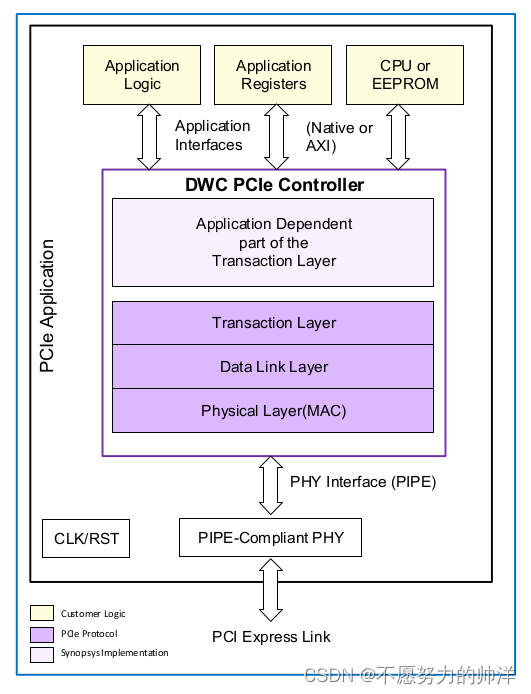 Application
Logic
Application
Registers
CPU or
EEPROM
Application
Interfaces
(Native or
AXI)
DWC PCIe Controller
Application Dependent
part of the
Transaction Layer
PCIe Application
Transaction Layer
Data Link Layer
Physical Layer(MAC)
PHY Interface (PIPE)
CLK/RST
PIPE-Compliant PHY
Customer Logic
PCIe Protocol
Synopsys Implementation
PCI Express Link
CSDN @不愿努力的帅洋